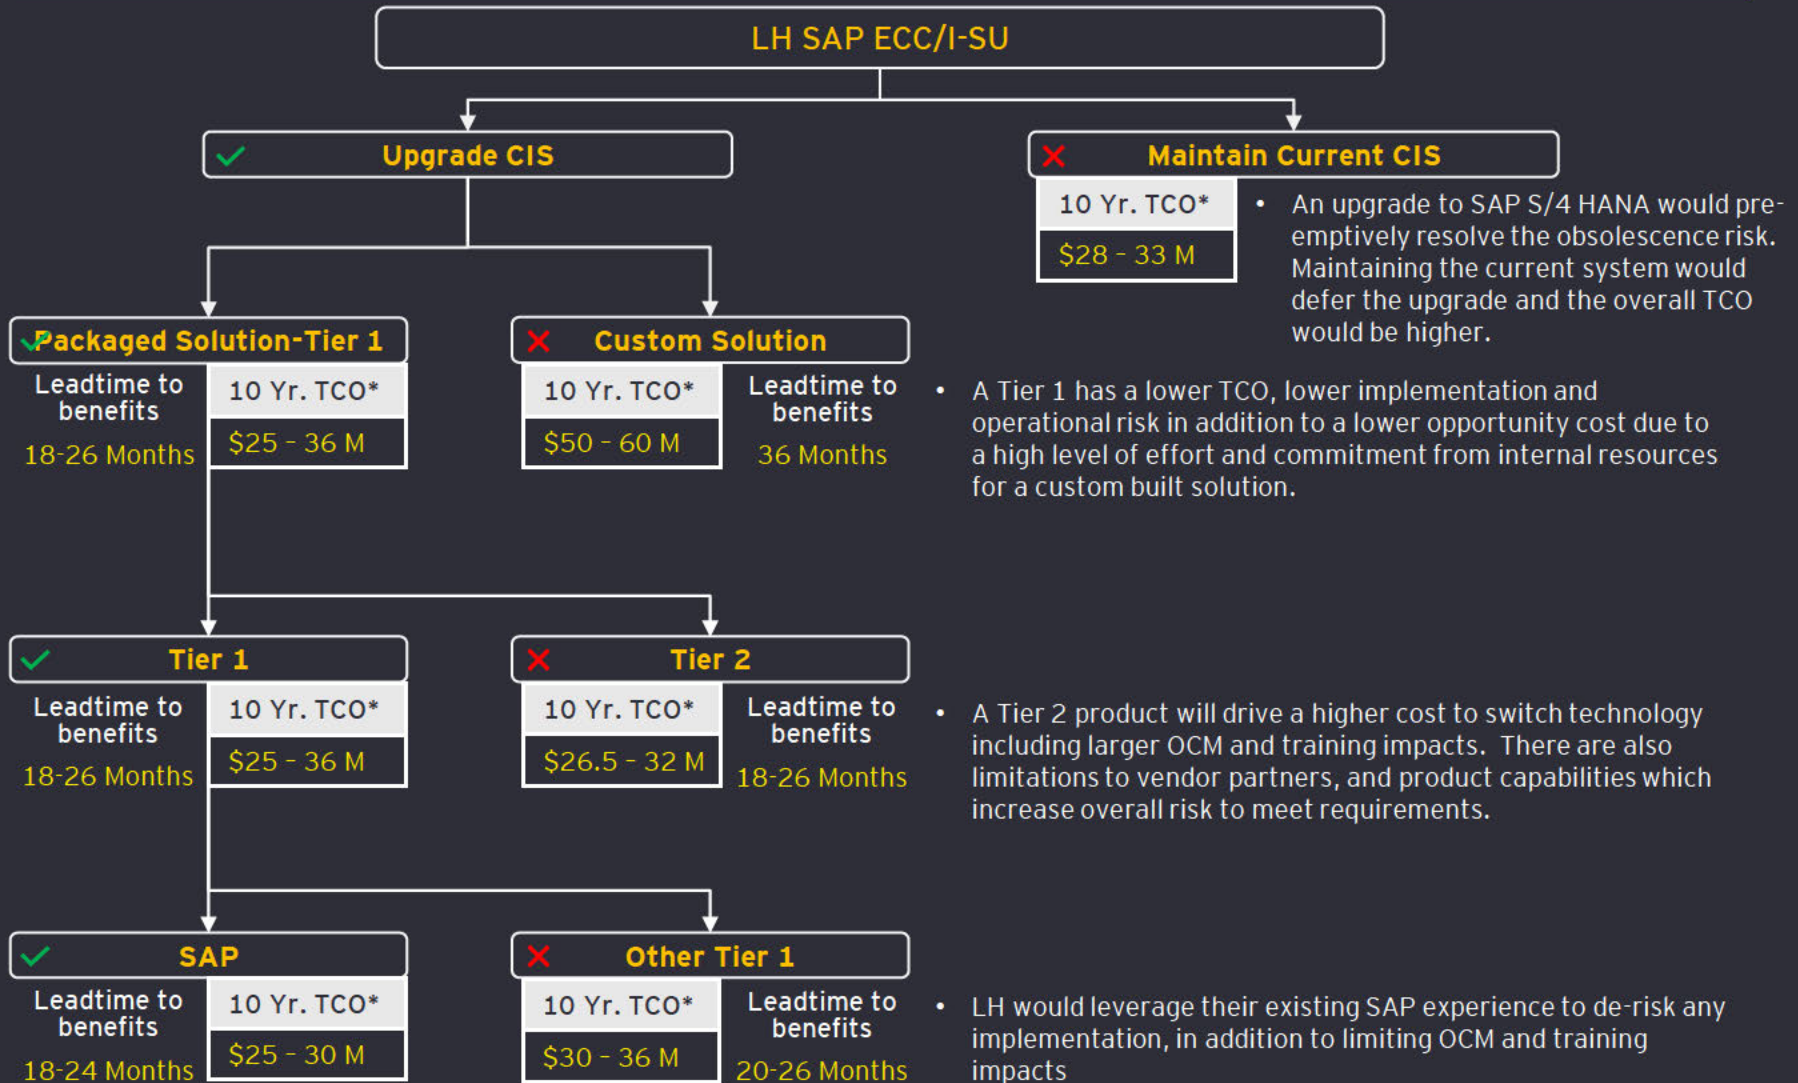 LH SAP ECC/I-SU
Upgrade CIS
Maintain Current CIS
10 Yr. TCO*
$28 – 33 M
• An upgrade to SAP S/4 HANA would pre-
emptively resolve the obsolescence risk.
Maintaining the current system would
defer the upgrade and the overall TCO
would be higher.
Packaged Solution-Tier 1
Leadtime to
benefits
18-26 Months
10 Yr. TCO*
$25 – 36 M
Custom Solution
10 Yr. TCO*
$50 – 60 M
Leadtime to
benefits
36 Months
• A Tier 1 has a lower TCO, lower implementation and
operational risk in addition to a lower opportunity cost due to
a high level of effort and commitment from internal resources
for a custom built solution.
Tier 1
Leadtime to
benefits
18-26 Months
10 Yr. TCO*
$25 – 36 M
Tier 2
10 Yr. TCO*
$26.5 – 32 M
Leadtime to
benefits
18-26 Months
• A Tier 2 product will drive a higher cost to switch technology
including larger OCM and training impacts. There are also
limitations to vendor partners, and product capabilities which
increase overall risk to meet requirements.
SAP
Leadtime to
benefits
18-24 Months
10 Yr. TCO*
$25 – 30 M
Other Tier 1
10 Yr. TCO*
$30 – 36 M
Leadtime to
benefits
20-26 Months
• LH would leverage their existing SAP experience to de-risk any
implementation, in addition to limiting OCM and training
impacts